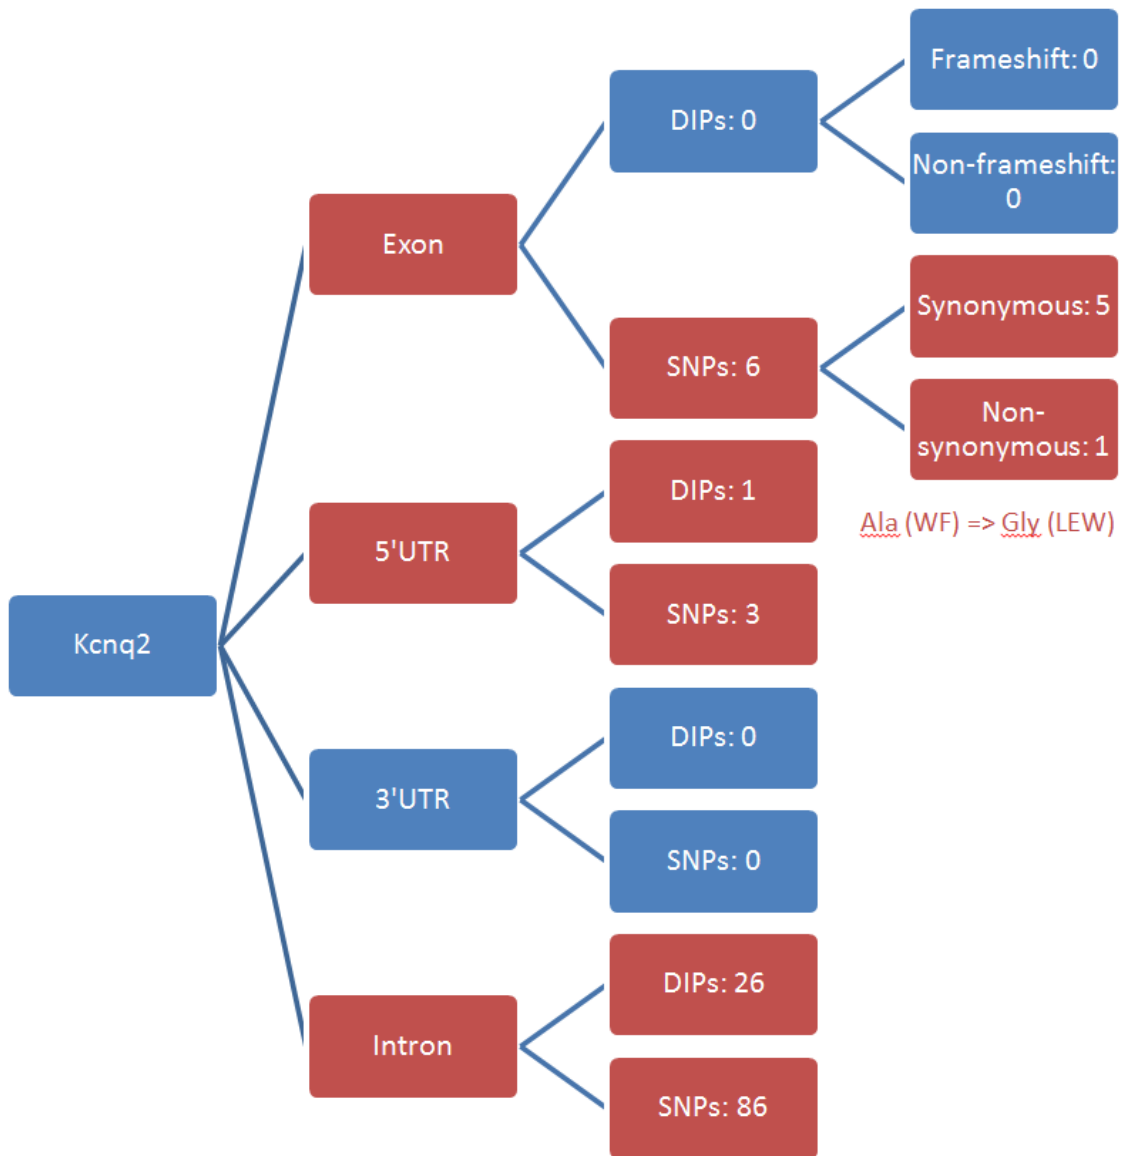 Frameshift: 0
DIPs: 0
Non-frameshift:
0
Exon
Synonymous: 5
SNPs: 6
Non-
synonymous: 1
DIPs: 1
Ala (WF) => Gly (LEW)
5'UTR
SNPs: 3
Kcnq2
DIPs: 0
3'UTR
SNPs: 0
DIPs: 26
Intron
SNPs: 86